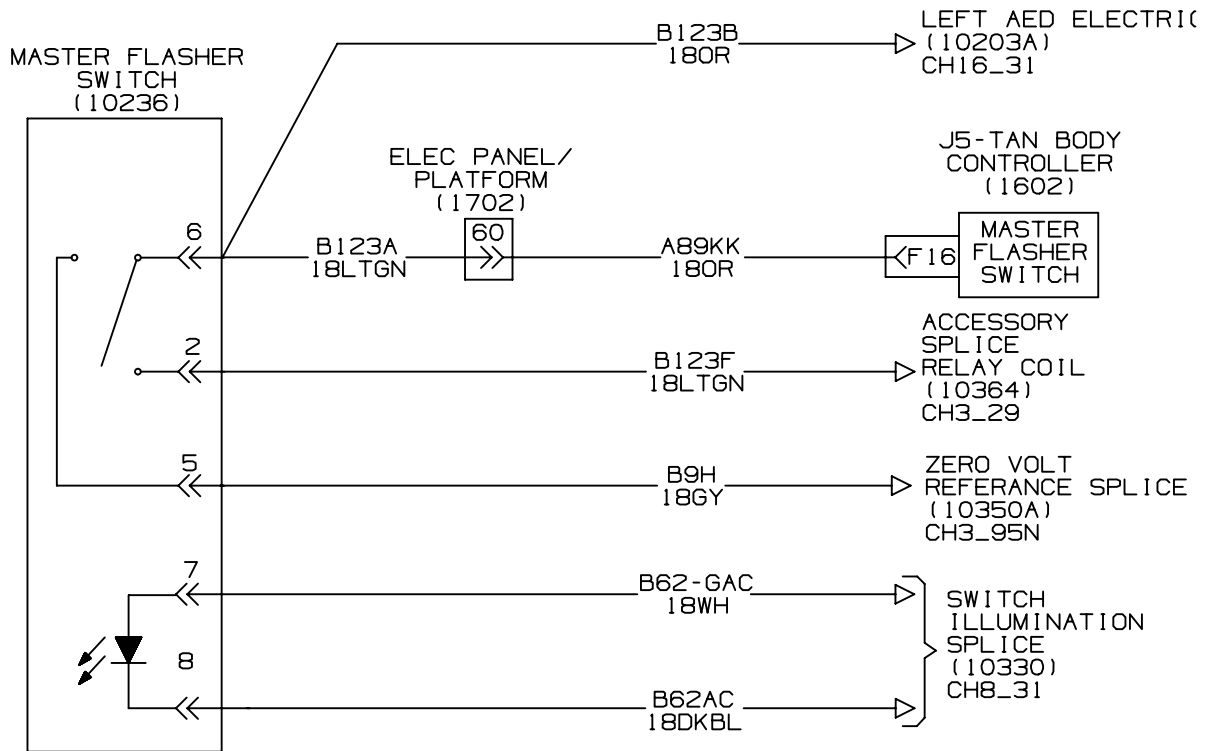 MASTER FLASHER
SWITCH
(10236)
B123B
18OR
LEFT AED ELECTRIC
(10203A)
CH16_31
ELEC PANEL/
PLATFORM
(1702)
J5-TAN BODY
CONTROLLER
(1602)
6
B123A
18LTGN
60
A89KK
18OR
F16
MASTER
FLASHER
SWITCH
2
B123F
18LTGN
ACCESSORY
SPLICE
RELAY COIL
(10364)
CH3_29
5
B9H
18GY
ZERO VOLT
REFERANCE SPLICE
(10350A)
CH3_95N
7
B62-GAC
18WH
8
B62AC
18DKBL
SWITCH
ILLUMINATION
SPLICE
(10330)
CH8_31